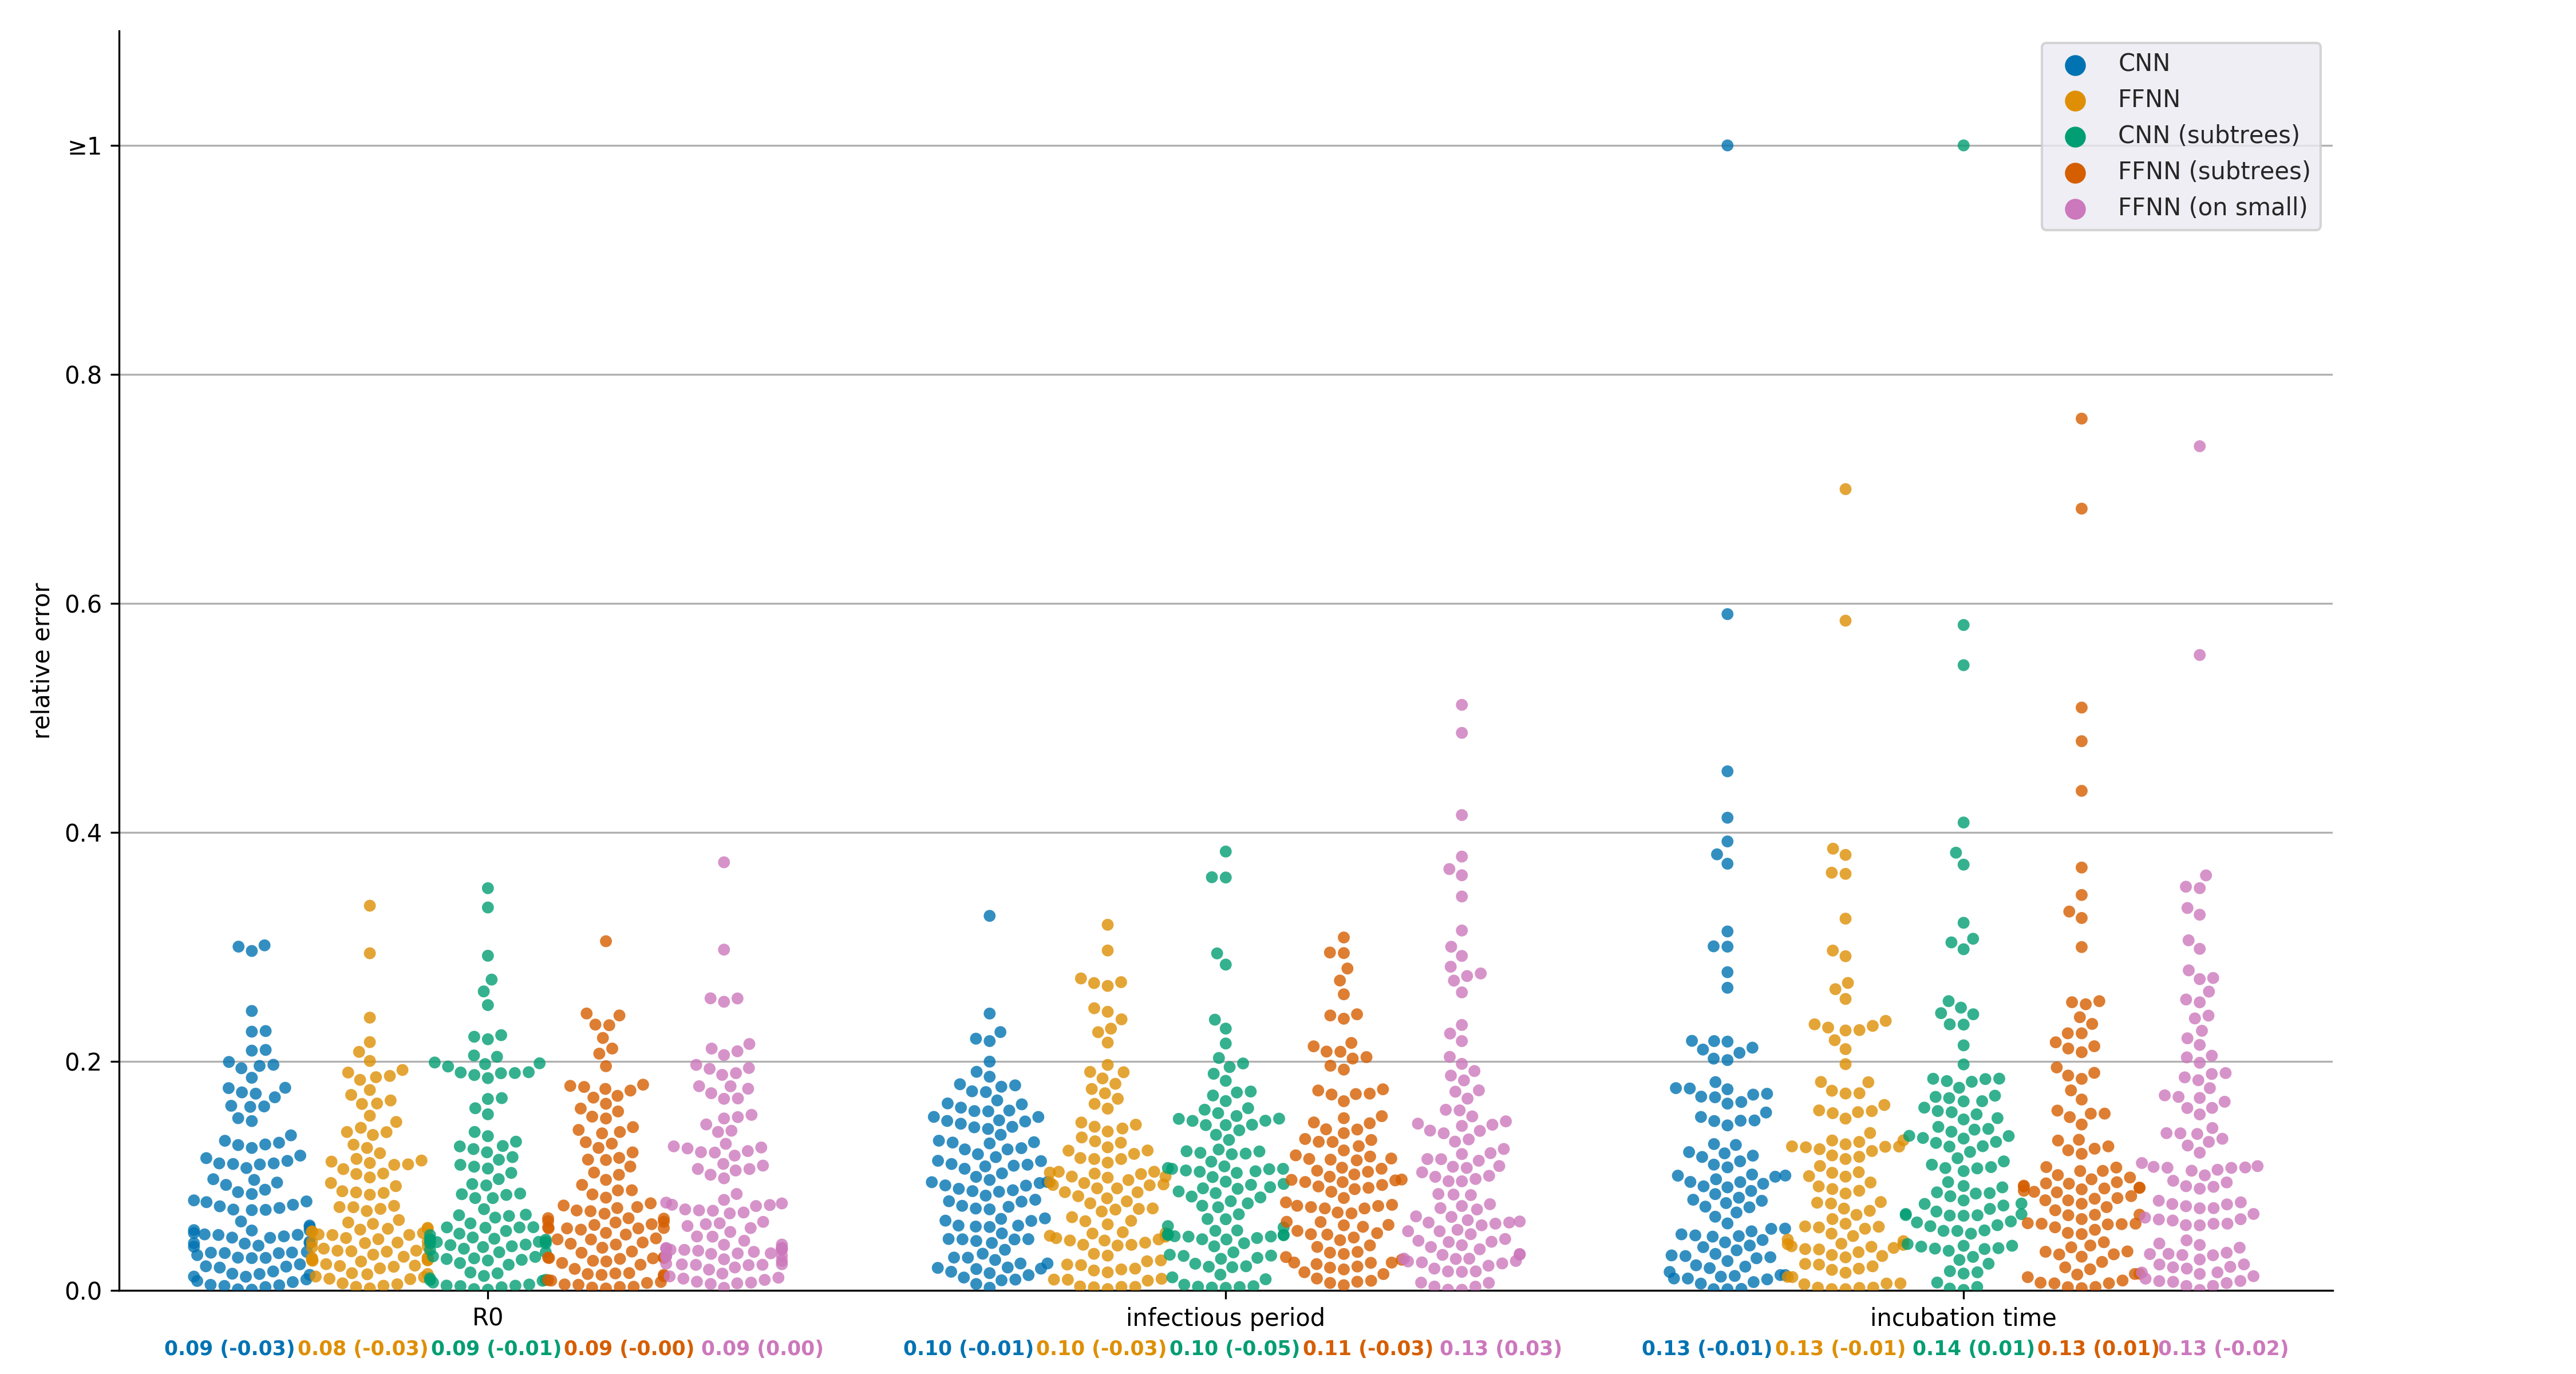 CNN
FFNN
CNN (subtrees)
FFNN (subtrees)
FFNN (on small)
≥1
0.8
0.6
0.4
0.2
0.0
relative error
R0 infectious period incubation time
0.09 (-0.03) 0.08 (-0.03) 0.09 (-0.01) 0.09 (-0.00) 0.09 (0.00) 0.10 (-0.01) 0.10 (-0.03) 0.10 (-0.05) 0.11 (-0.03) 0.13 (0.03) 0.13 (-0.01) 0.13 (-0.01) 0.14 (0.01) 0.13 (0.01) 0.13 (-0.02)